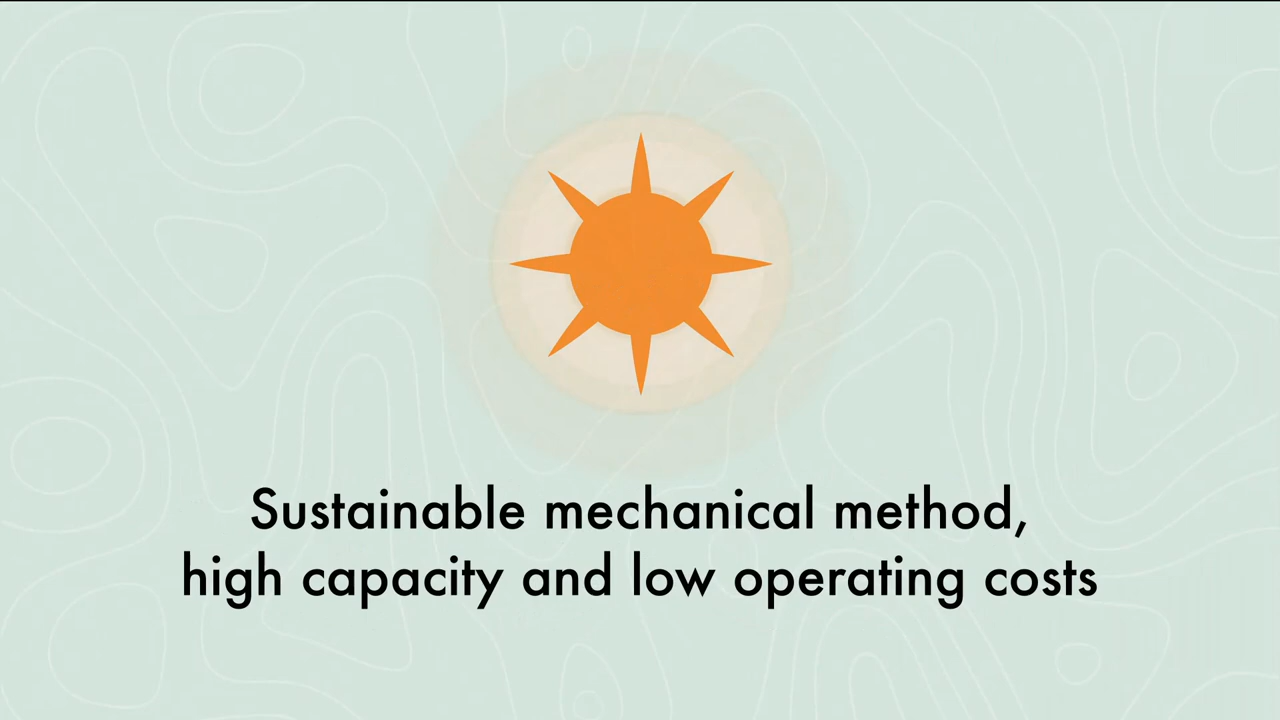 Sustainable mechanical method,
high capacity and low operating costs